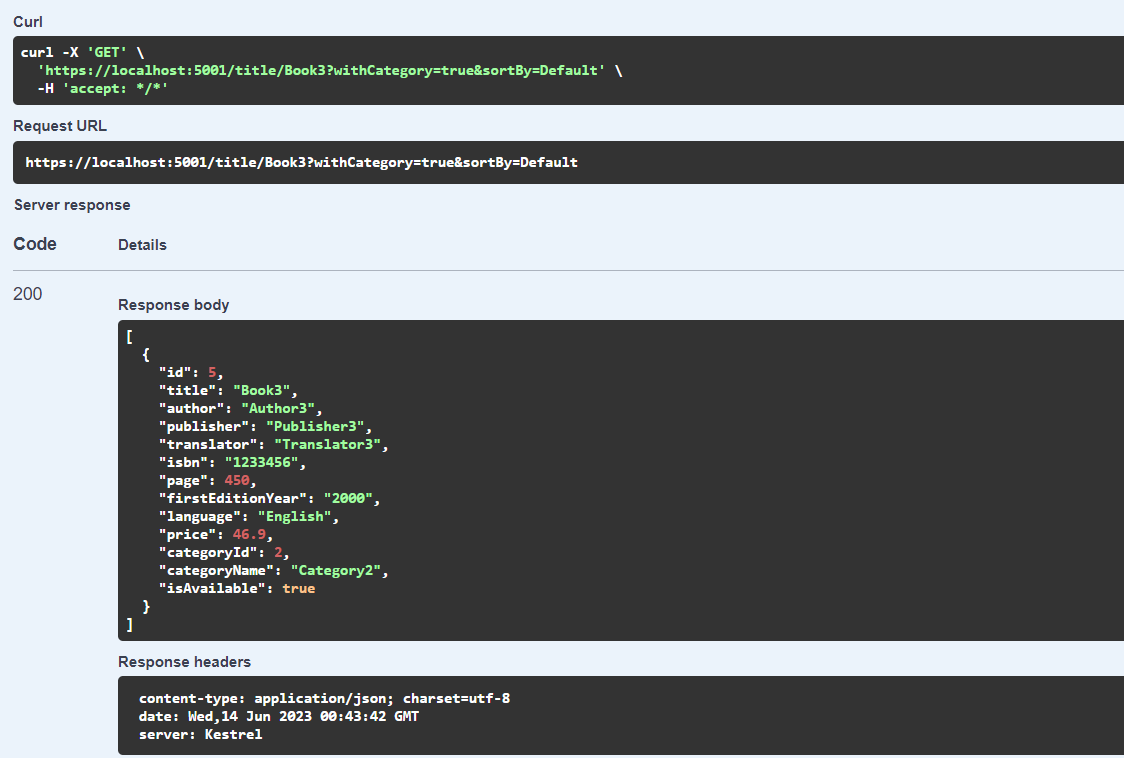 Curl
curl -X 'GET' \
  'https://localhost:5001/title/Book3?withCategory=true&sortBy=Default' \
  -H 'accept: */*'
Request URL
https://localhost:5001/title/Book3?withCategory=true&sortBy=Default
Server response
Code Details
200
Response body
[
  {
    "id": 5,
    "title": "Book3",
    "author": "Author3",
    "publisher": "Publisher3",
    "translator": "Translator3",
    "isbn": "1233456",
    "page": 450,
    "firstEditionYear": "2000",
    "language": "English",
    "price": 46.9,
    "categoryId": 2,
    "categoryName": "Category2",
    "isAvailable": true
  }
]
Response headers
content-type: application/json; charset=utf-8
date: Wed,14 Jun 2023 00:43:42 GMT
server: Kestrel